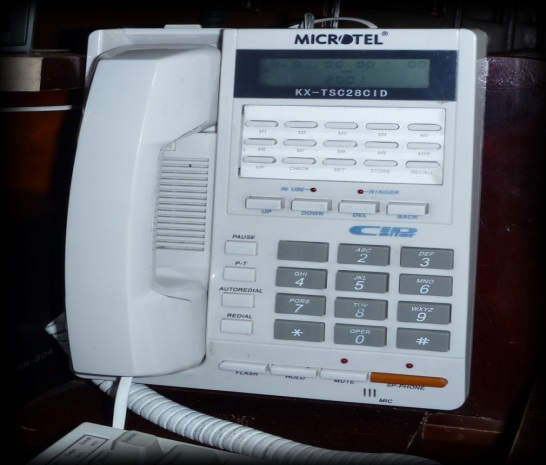 MICROTEL®
2001
KX-TSC28CID
M1 M2 M3 M4 M5
M6 M7 M8 M9 M10
VIP CHECK SET STORE RECALL
IN USE RINGER
UP DOWN DEL BACK
CID
PAUSE
P-T
AUTOREDIAL
REDIAL
ABC 2
DEF 3
GHI 4
JKL 5
MNO 6
PQRS 7
TUV 8
WXYZ 9
*
OPER 0
#
FLASH HOLD MUTE SP-PHONE
MIC